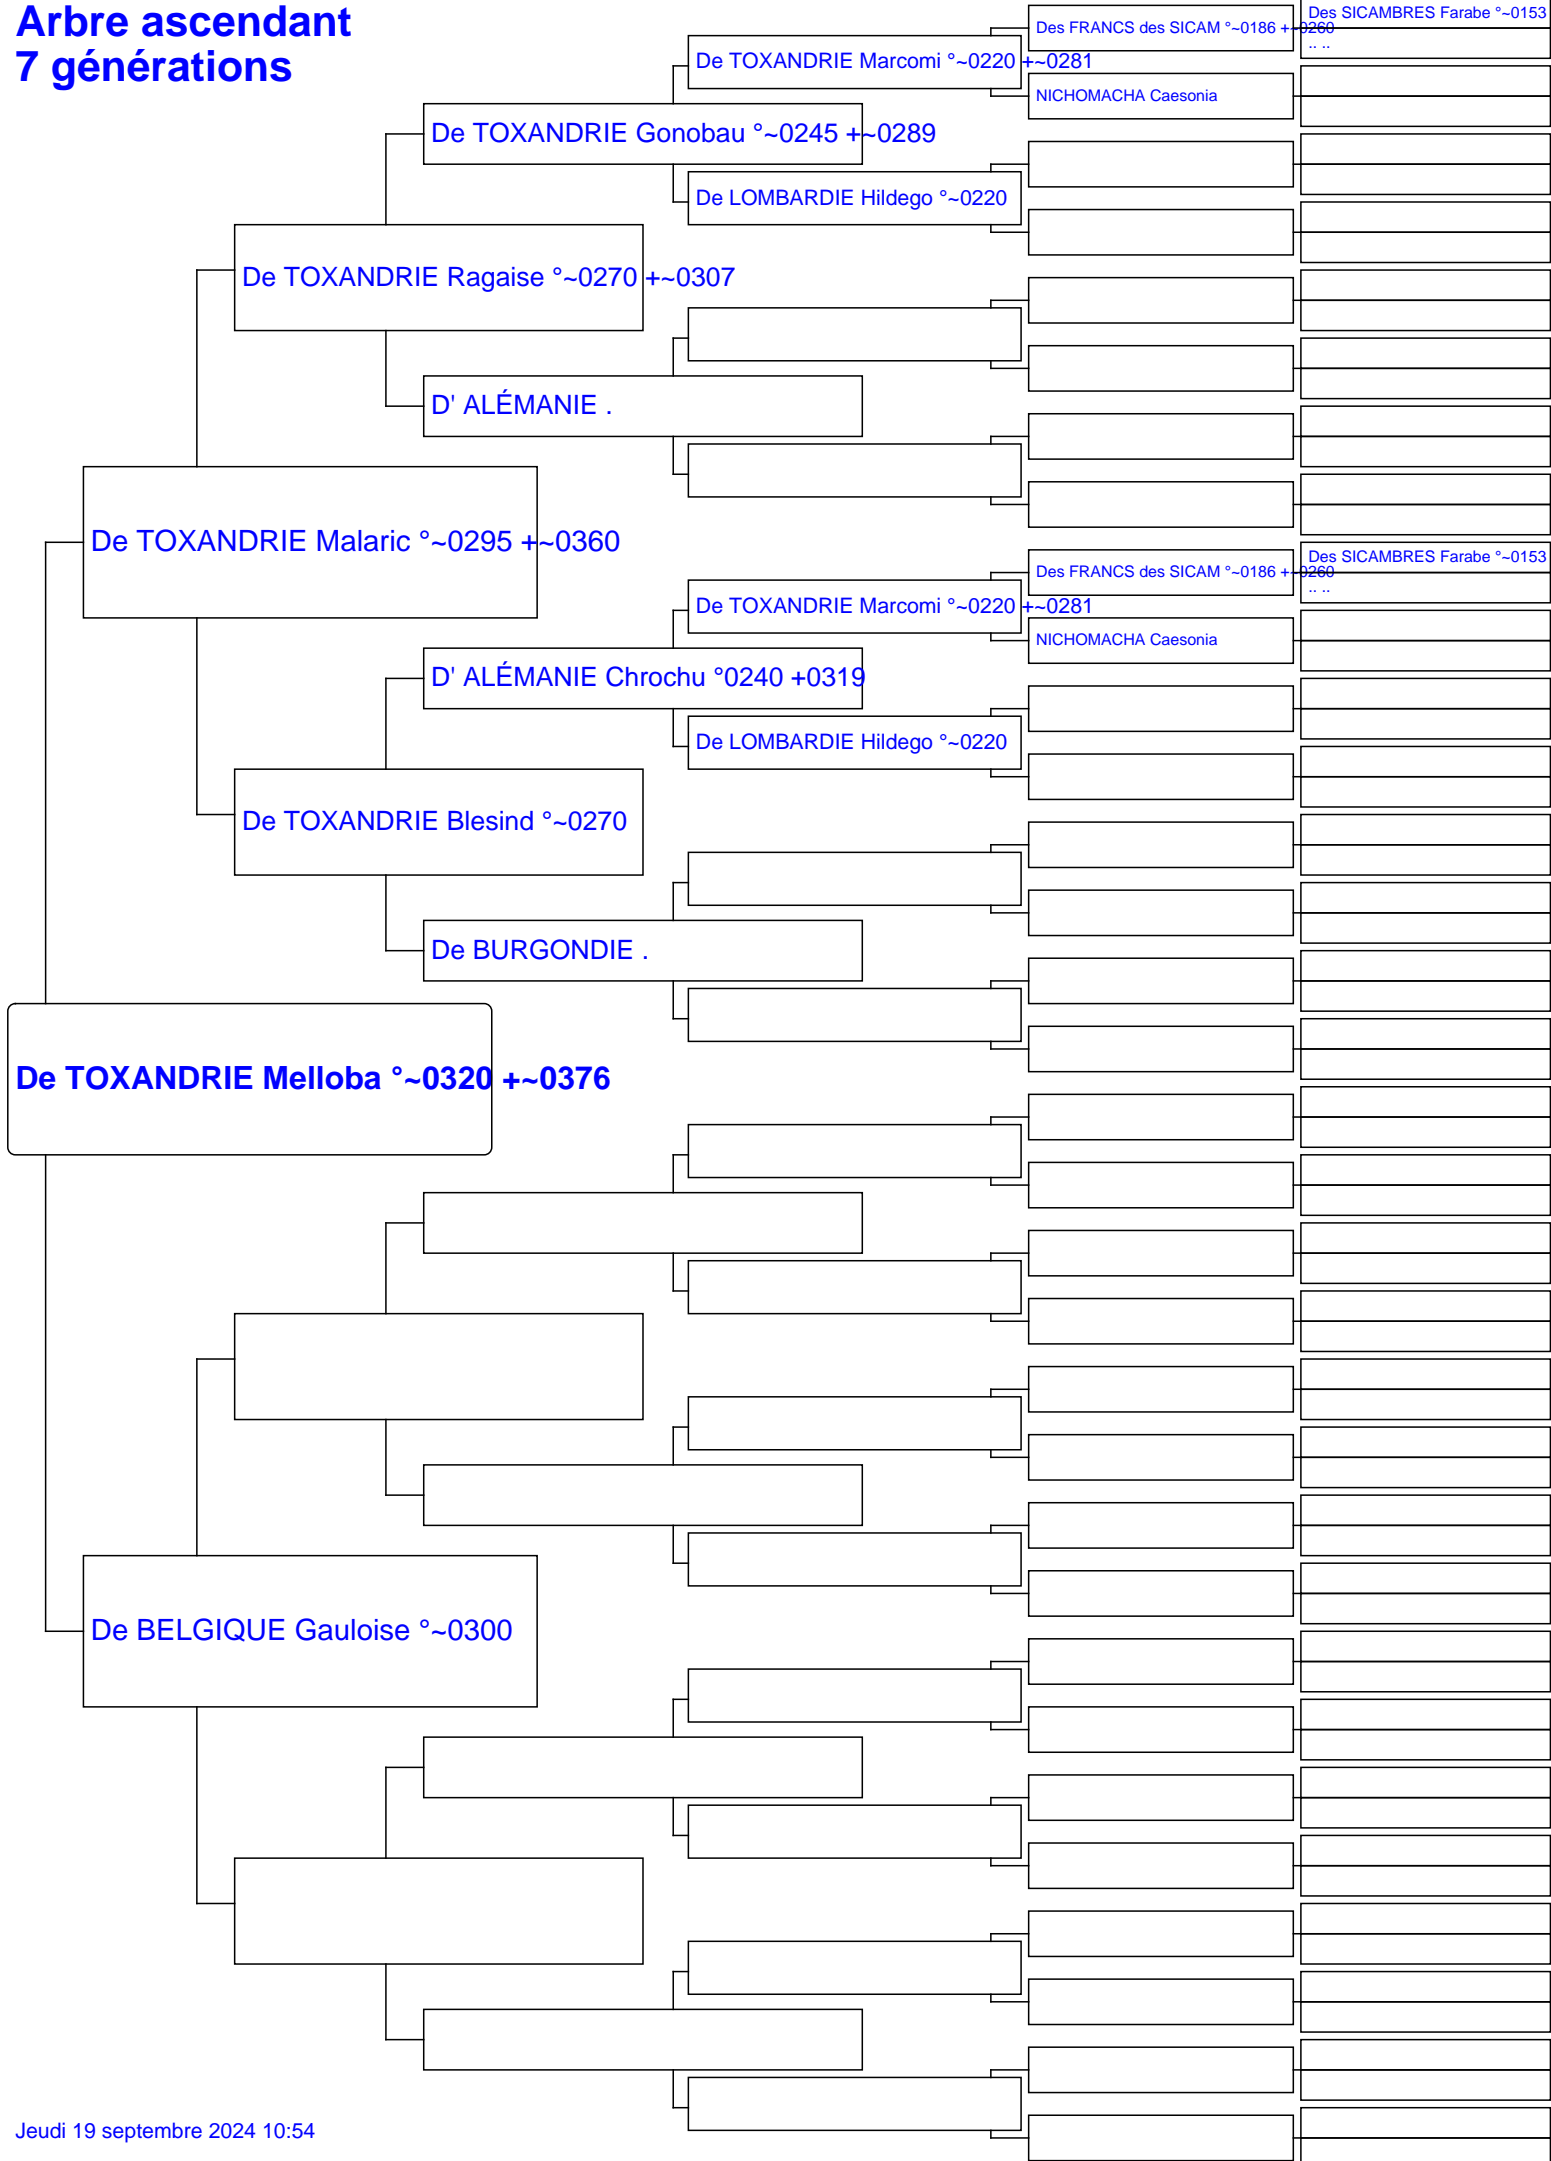 Arbre ascendant
7 générations
Des SICAMBRES Farabe °~0153
Des FRANCS des SICAM °~0186 +~0260
.. ..
De TOXANDRIE Marcomi °~0220 +~0281
NICHOMACHA Caesonia
De TOXANDRIE Gonobau °~0245 +~0289
De LOMBARDIE Hildego °~0220
De TOXANDRIE Ragaise °~0270 +~0307
D' ALÉMANIE .
De TOXANDRIE Malaric °~0295 +~0360
Des SICAMBRES Farabe °~0153
Des FRANCS des SICAM °~0186 +~0260
.. ..
De TOXANDRIE Marcomi °~0220 +~0281
NICHOMACHA Caesonia
D' ALÉMANIE Chrochu °0240 +0319
De LOMBARDIE Hildego °~0220
De TOXANDRIE Blesind °~0270
De BURGONDIE .
De TOXANDRIE Melloba °~0320 +~0376
De BELGIQUE Gauloise °~0300
Jeudi 19 septembre 2024 10:54